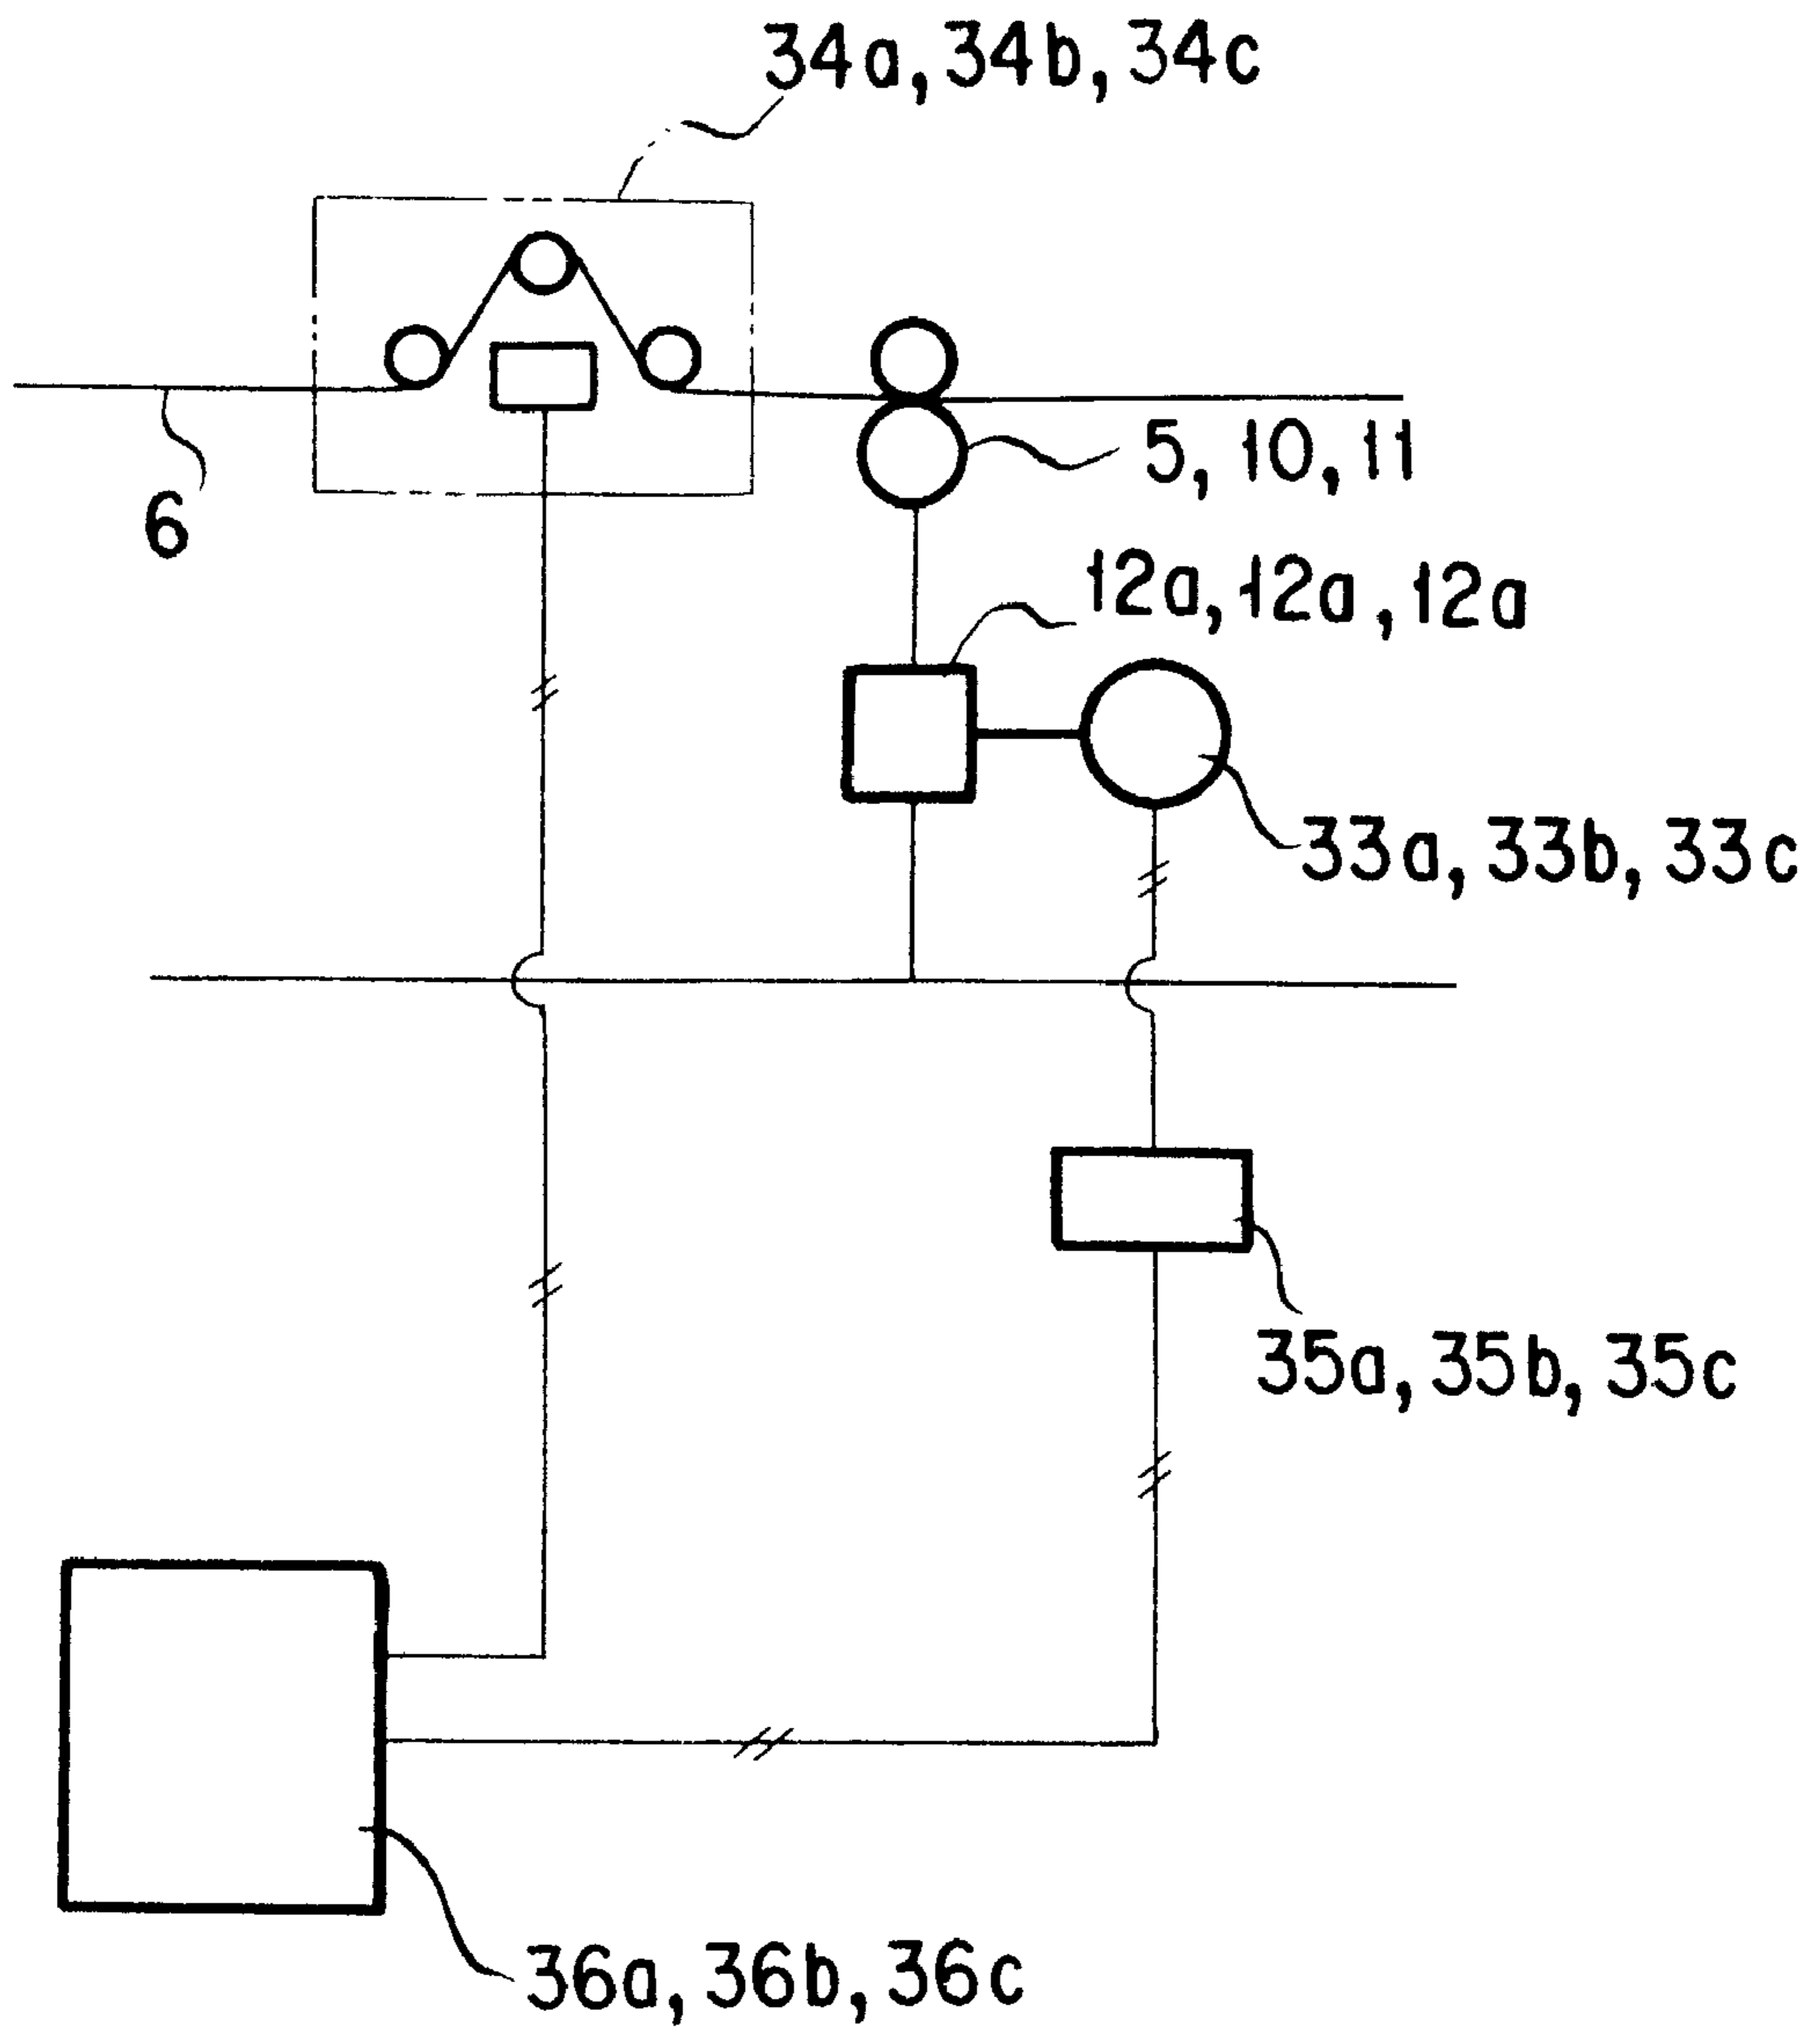 34a, 34b, 34c
5, 10, 11
6
12a, 12a, 12a
33a, 33b, 33c
35a, 35b, 35c
36a, 36b, 36c